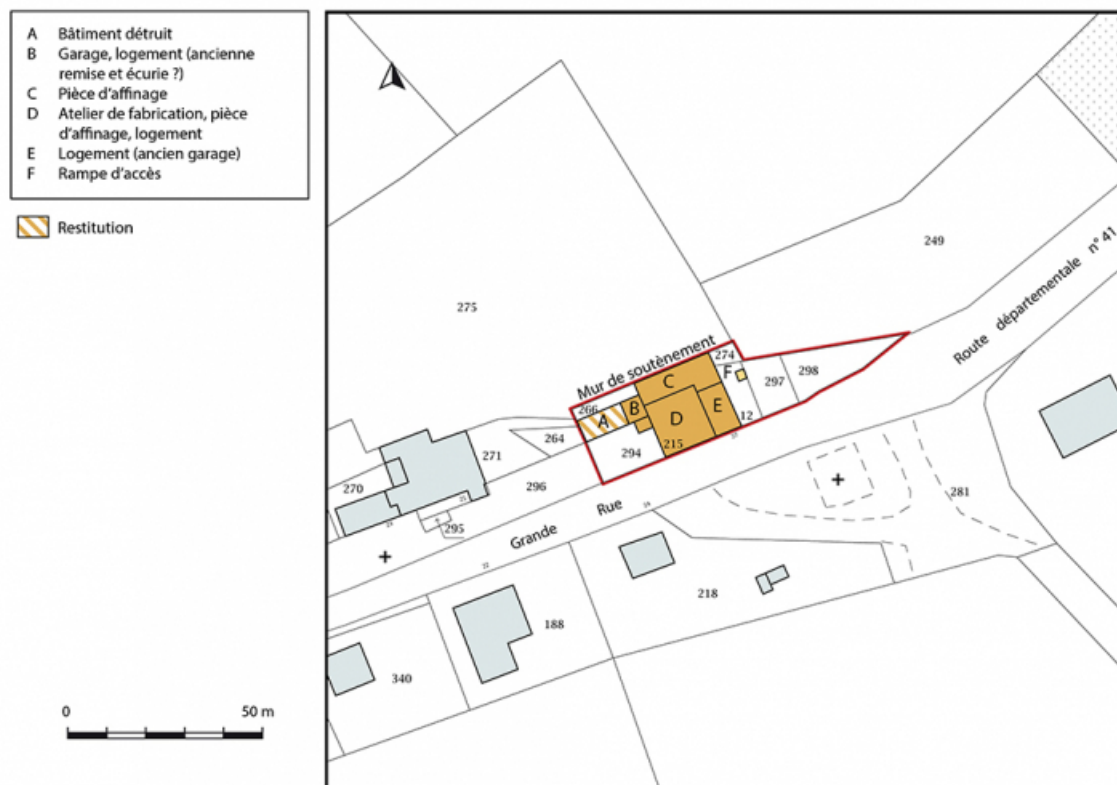 A Bâtiment détruit
B Garage, logement (ancienne
remise et écurie ?)
C Pièce d'affinage
D Atelier de fabrication, pièce
d'affinage, logement
E Logement (ancien garage)
F Rampe d'accès
Restitution
0 50 m
249
Route départementale n° 41
275
Mur de soutènement
274
C
F
297
298
266
A
B
D
E
12
215
264
294
271
296
270
295
281
Grande Rue
22
218
188
340